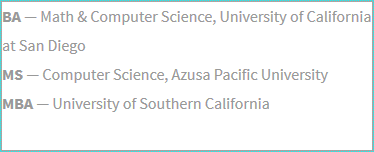 BA — Math & Computer Science, University of California
at San Diego
MS — Computer Science, Azusa Pacific University
MBA — University of Southern California